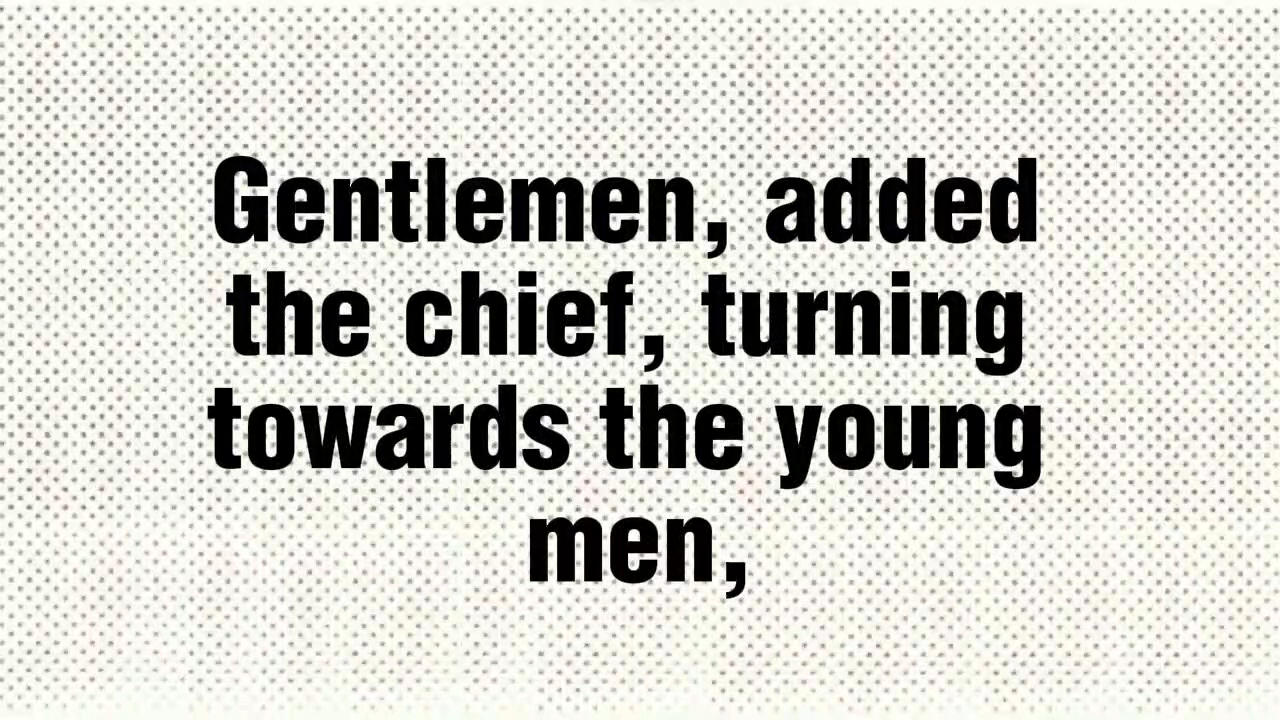 Gentlemen, added
the chief, turning
towards the young
men,